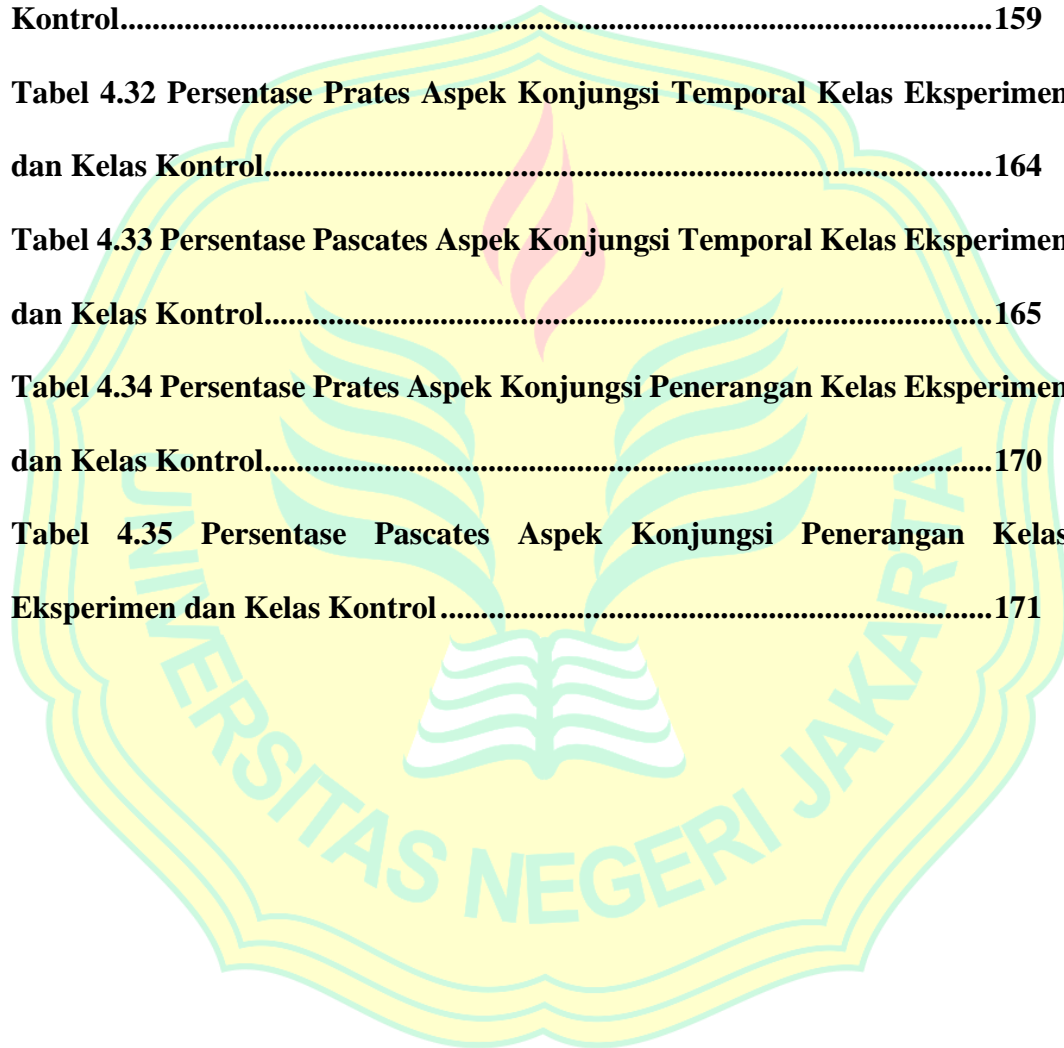 Kontrol..............................................................................................................159
Tabel 4.32 Persentase Prates Aspek Konjungsi Temporal Kelas Eksperimen
dan Kelas Kontrol............................................................................................164
Tabel 4.33 Persentase Pascates Aspek Konjungsi Temporal Kelas Eksperimen
dan Kelas Kontrol............................................................................................165
Tabel 4.34 Persentase Prates Aspek Konjungsi Penerangan Kelas Eksperimen
dan Kelas Kontrol............................................................................................170
Tabel 4.35 Persentase Pascates Aspek Konjungsi Penerangan Kelas
Eksperimen dan Kelas Kontrol......................................................................171
UNIVERSITAS NEGERI JAKARTA